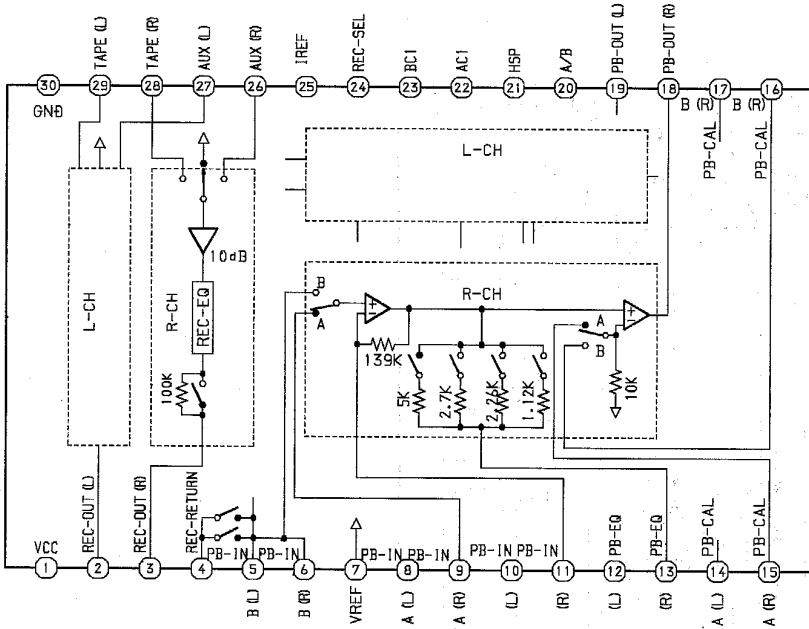 TAPE (L)
TAPE (R)
AUX (L)
AUX (R)
IREF
REC-SEL
BC1
AC1
HSP
A/B
PB-OUT (L)
PB-OUT (R)
30
29
28
27
26
25
24
23
22
21
20
19
18
17
16
GND
B (R)
B (R)
PB-CAL
PB-CAL
L-CH
L-CH
R-CH
10dB
REC-EQ
100K
B
A
R-CH
139K
5K
2.7K
2.26K
1.12K
A
B
10K
VCC
REC-OUT (L)
REC-OUT (R)
REC-RETURN
PB-IN
PB-IN
PB-IN
PB-IN
PB-IN
PB-IN
PB-EQ
PB-EQ
PB-CAL
PB-CAL
1
2
3
4
5
6
7
8
9
10
11
12
13
14
15
B (L)
B (R)
VREF
A (L)
A (R)
(L)
(R)
(L)
(R)
A (L)
A (R)